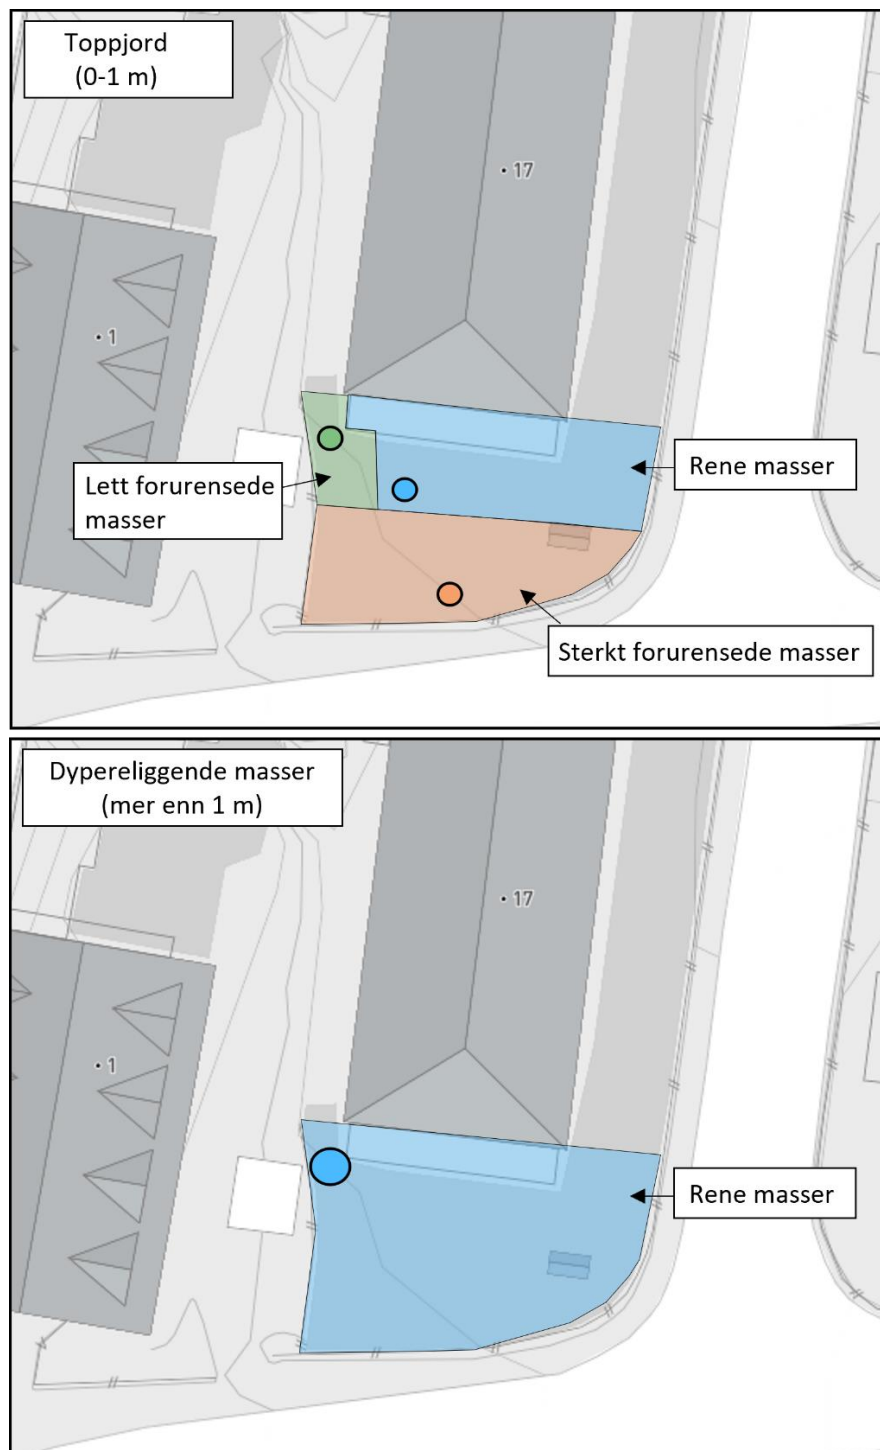 Toppjord
(0-1 m)
17
1
Rene masser
Lett forurensede
masser
Sterkt forurensede masser
Dypereliggende masser
(mer enn 1 m)
17
1
Rene masser